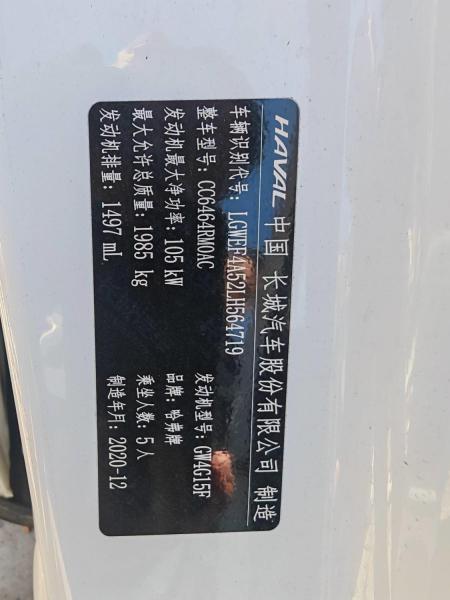 HAVAL 中国 长城汽车股份有限公司 制造
车辆识别代号: LGWEF4A52LH564719
整车型号: CC6464RM0AC 发动机型号: GW4G15F
发动机最大净功率: 105 kW 品牌: 哈弗牌
最大允许总质量: 1985 kg 乘坐人数: 5 人
发动机排量: 1497 mL 制造年月: 2020-12